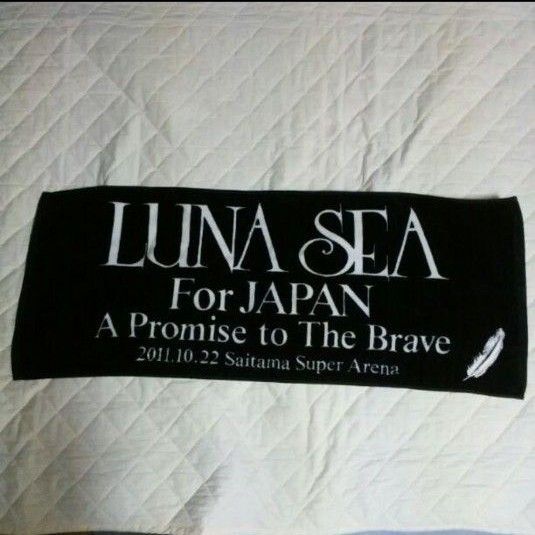 LUNA SEA
For JAPAN
A Promise to The Brave
2011.10.22 Saitama Super Arena